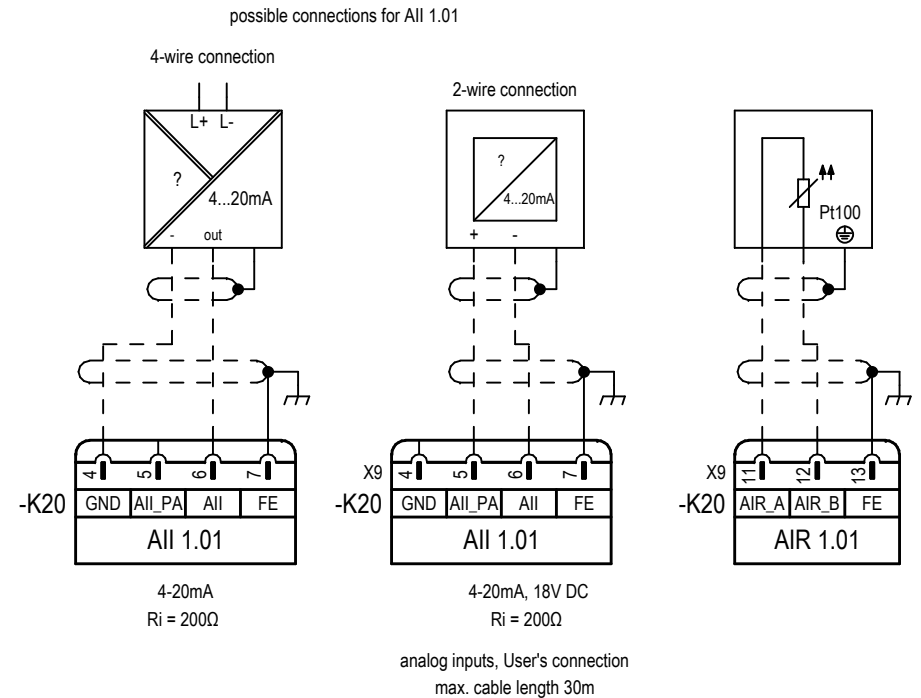 possible connections for AII 1.01
4-wire connection
L+ L-
?
4...20mA
- out
4 5 6 7
-K20 GND AII_PA AII FE
AII 1.01
4-20mA
Ri = 200Ω
2-wire connection
?
4...20mA
+ -
X9 4 5 6 7
-K20 GND AII_PA AII FE
AII 1.01
4-20mA, 18V DC
Ri = 200Ω
Pt100
X9 11 12 13
-K20 AIR_A AIR_B FE
AIR 1.01
analog inputs, User's connection
max. cable length 30m